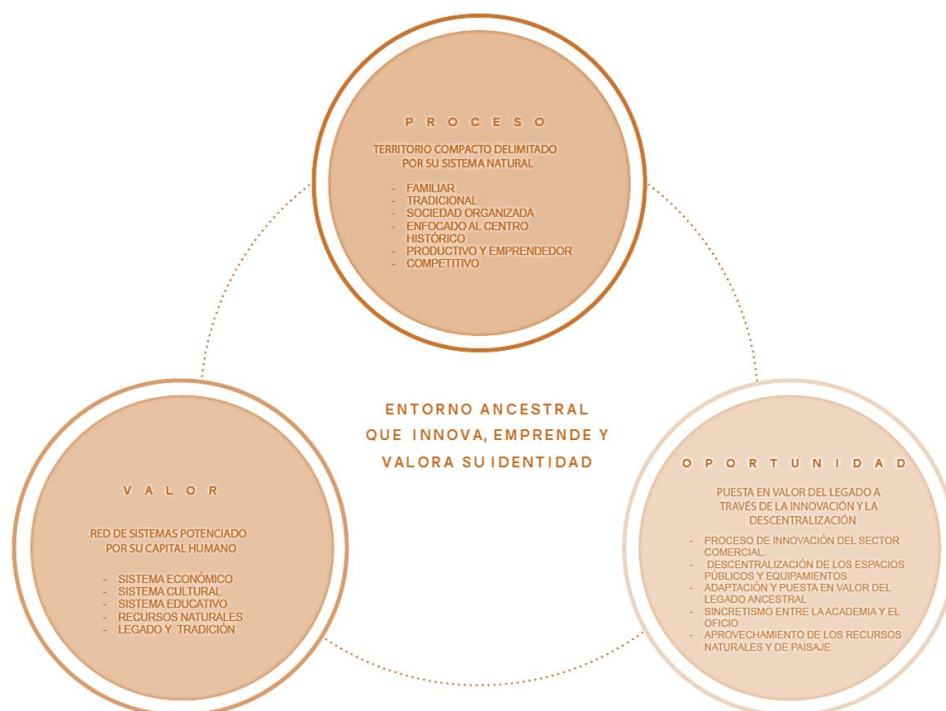 P R O C E S O
TERRITORIO COMPACTO DELIMITADO
POR SU SISTEMA NATURAL
- FAMILIAR
- TRADICIONAL
- SOCIEDAD ORGANIZADA
- ENFOCADO AL CENTRO
HISTÓRICO
- PRODUCTIVO Y EMPRENDEDOR
- COMPETITIVO
ENTORNO ANCESTRAL
QUE INNOVA, EMPRENDE Y
VALORA SU IDENTIDAD
V A L O R
RED DE SISTEMAS POTENCIADO
POR SU CAPITAL HUMANO
- SISTEMA ECONÓMICO
- SISTEMA CULTURAL
- SISTEMA EDUCATIVO
- RECURSOS NATURALES
- LEGADO Y TRADICIÓN
O P O R T U N I D A D
PUESTA EN VALOR DEL LEGADO A
TRAVÉS DE LA INNOVACIÓN Y LA
DESCENTRALIZACIÓN
- PROCESO DE INNOVACIÓN DEL SECTOR
COMERCIAL.
- DESCENTRALIZACIÓN DE LOS ESPACIOS
PÚBLICOS Y EQUIPAMIENTOS
- ADAPTACIÓN Y PUESTA EN VALOR DEL
LEGADO ANCESTRAL
- SINCRETISMO ENTRE LA ACADEMIA Y EL
OFICIO
- APROVECHAMIENTO DE LOS RECURSOS
NATURALES Y DE PAISAJE